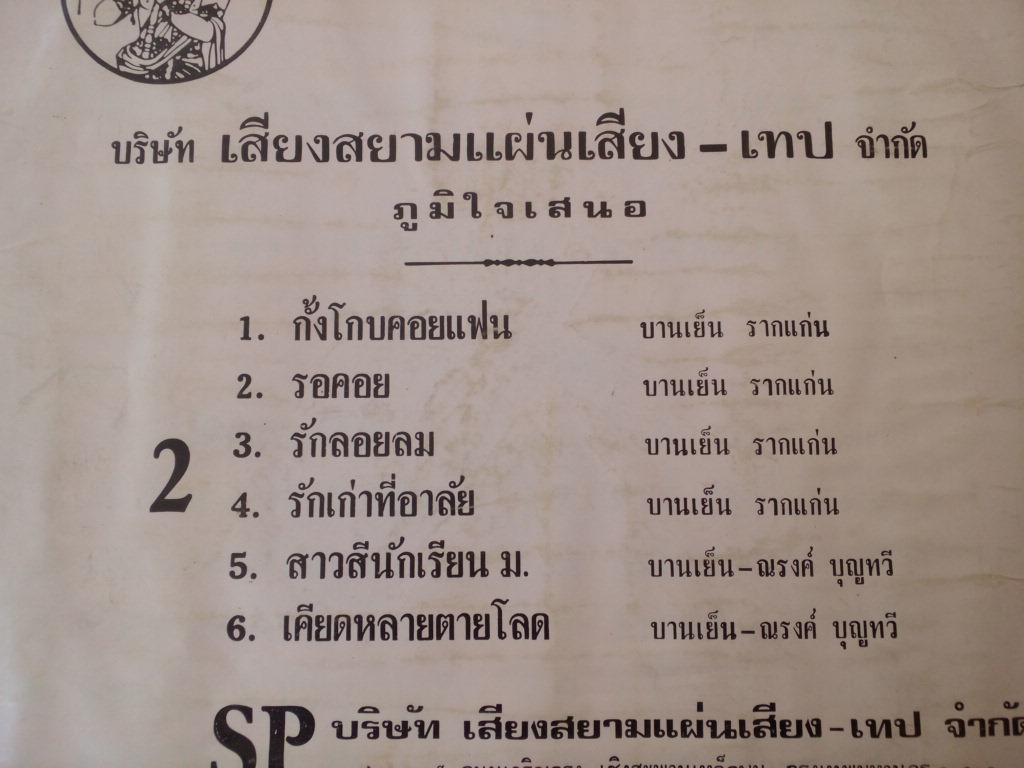 บริษัท เสียงสยามแผ่นเสียง – เทป จำกัด
ภูมิใจเสนอ
2
1. กั้งโกบคอยแฟน บานเย็น รากแก่น
2. รอคอย บานเย็น รากแก่น
3. รักลอยลม บานเย็น รากแก่น
4. รักเก่าที่อาลัย บานเย็น รากแก่น
5. สาวสีนักเรียน ม. บานเย็น–ณรงค์ บุญทวี
6. เคียดหลายตายโลด บานเย็น–ณรงค์ บุญทวี
SP บริษัท เสียงสยามแผ่นเสียง–เทป จำกัด